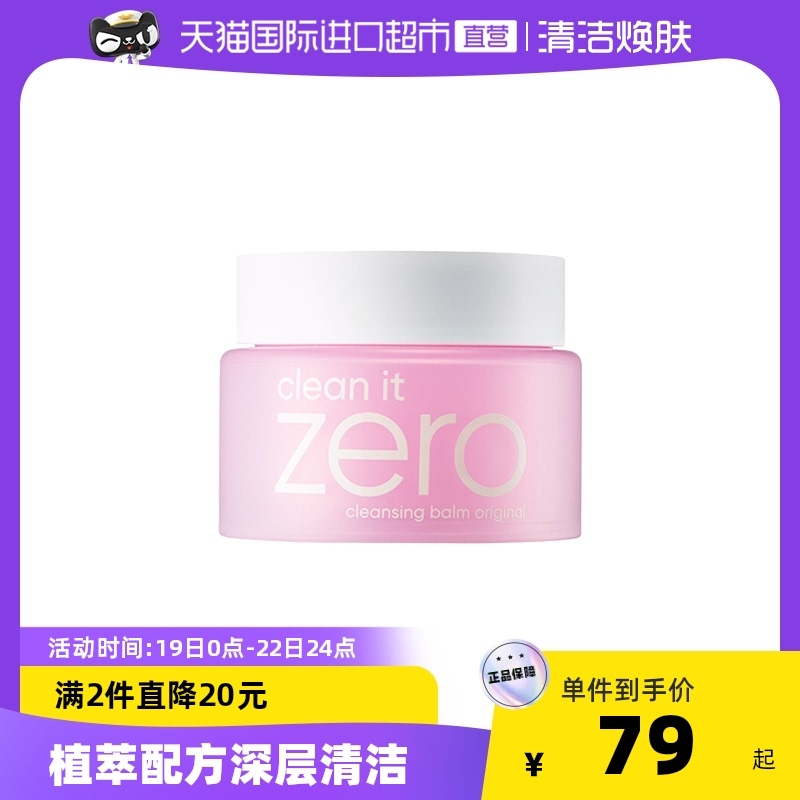 天猫国际进口超市 直营 清洁焕肤
clean it
zero
cleansing balm original
活动时间:19日0点-22日24点
满2件直降20元
植萃配方深层清洁
正品保障
单件到手价
¥ 79 起